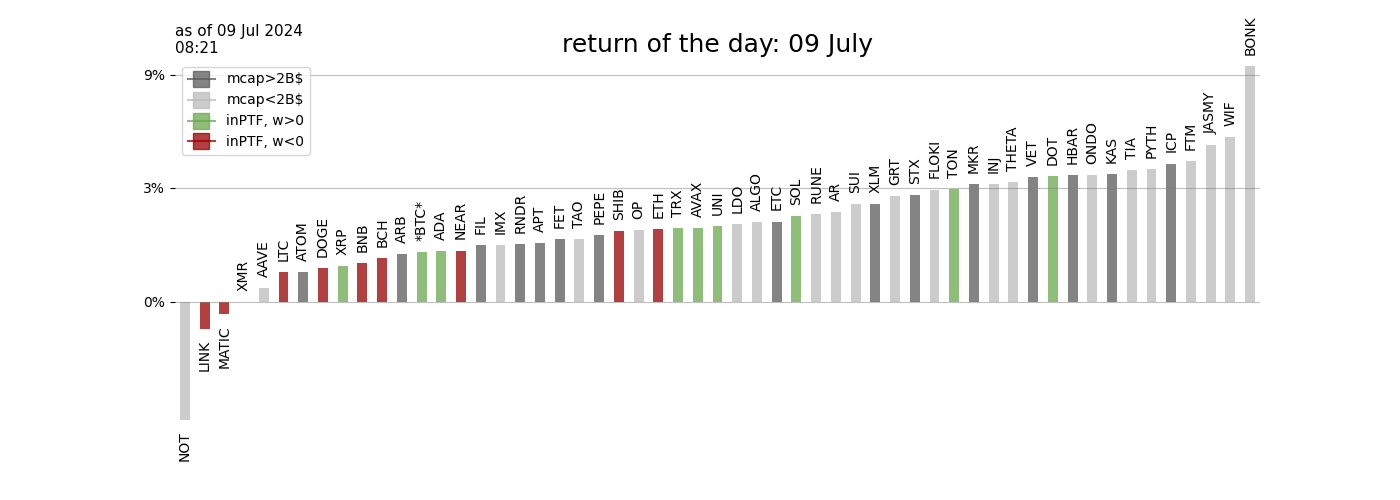 as of 09 Jul 2024
08:21
return of the day: 09 July
mcap>2B$
mcap<2B$
inPTF, w>0
inPTF, w<0
9%
3%
0%
NOT
LINK
MATIC
XMR
AAVE
LTC
ATOM
DOGE
XRP
BNB
BCH
ARB
*BTC*
ADA
NEAR
FIL
IMX
RNDR
APT
FET
TAO
PEPE
SHIB
OP
ETH
TRX
AVAX
UNI
LDO
ALGO
ETC
SOL
RUNE
AR
SUI
XLM
GRT
STX
FLOKI
TON
MKR
INJ
THETA
VET
DOT
HBAR
ONDO
KAS
TIA
PYTH
ICP
FTM
JASMY
WIF
BONK